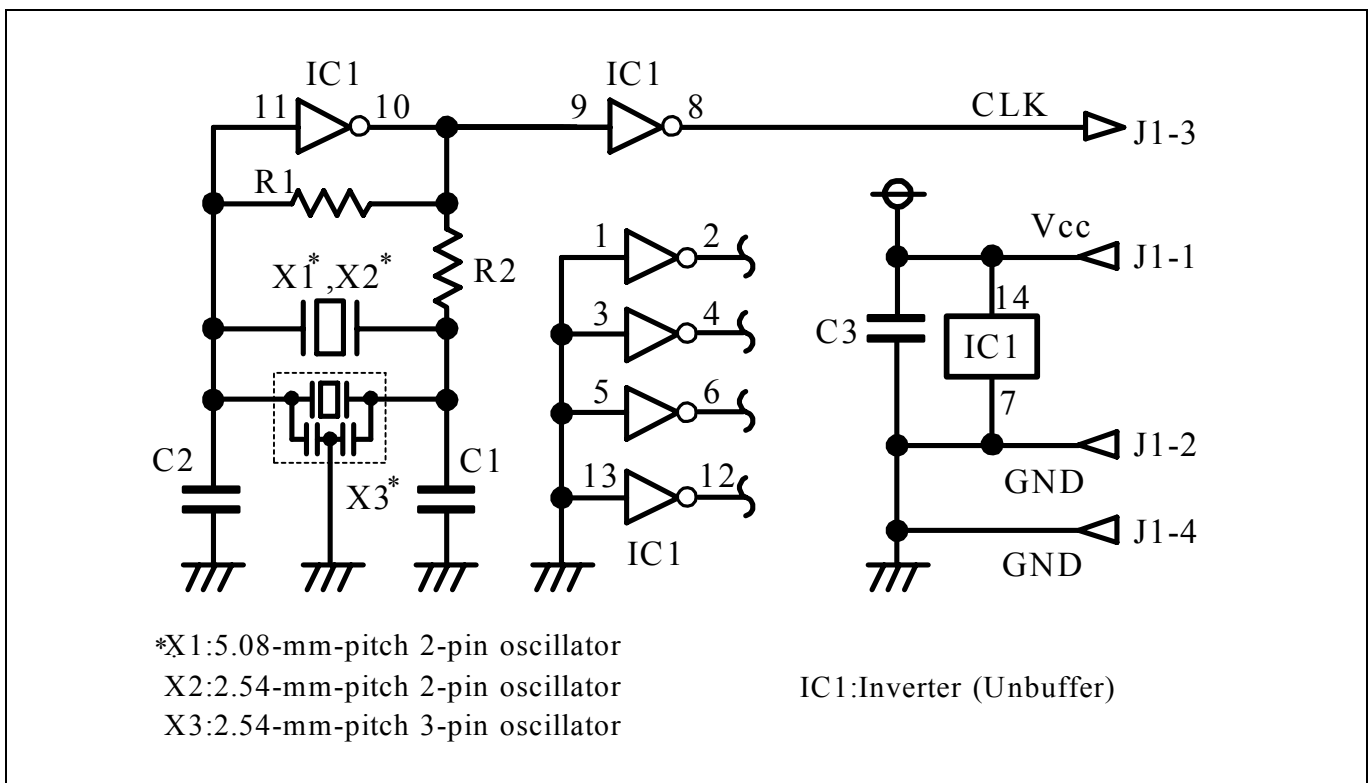 IC1 IC1
11 10 9 8 CLK J1-3
R1
1 2 Vcc J1-1
X1*,X2* R2
14
3 4 C3 IC1
5 6 7
C2 C1 J1-2
X3* 13 12 GND
IC1 J1-4
GND
*X1:5.08-mm-pitch 2-pin oscillator
X2:2.54-mm-pitch 2-pin oscillator IC1:Inverter (Unbuffer)
X3:2.54-mm-pitch 3-pin oscillator